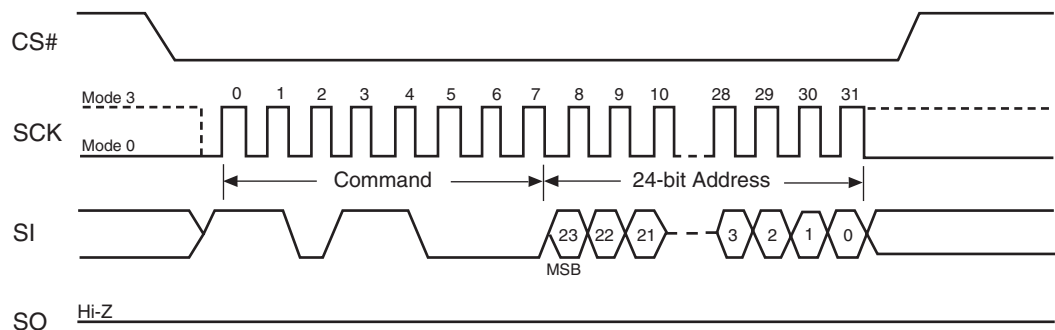 CS#
Mode 3
0 1 2 3 4 5 6 7 8 9 10 28 29 30 31
SCK
Mode 0
Command
24-bit Address
SI
23 22 21 3 2 1 0
MSB
Hi-Z
SO